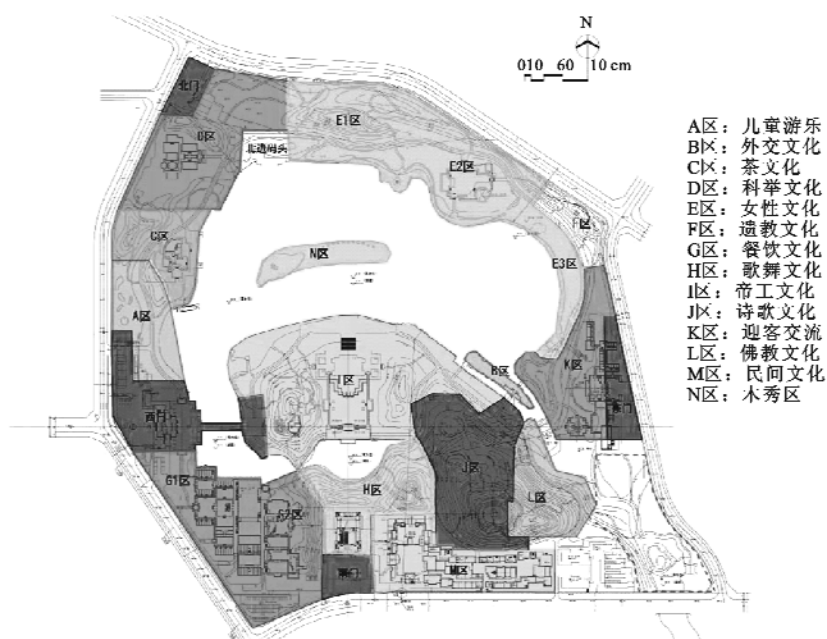 N
010 60 10 cm
北门
D区
E1区
北边码头
E2区
F区
C区
N区
E3区
A区
I区
B区
K区
西门
J区
G1区
H区
L区
G2区
M区
A区：儿童游乐
B区：外交文化
C区：茶文化
D区：科举文化
E区：女性文化
F区：遗教文化
G区：餐饮文化
H区：歌舞文化
I区：帝工文化
J区：诗歌文化
K区：迎客交流
L区：佛教文化
M区：民间文化
N区：木秀区